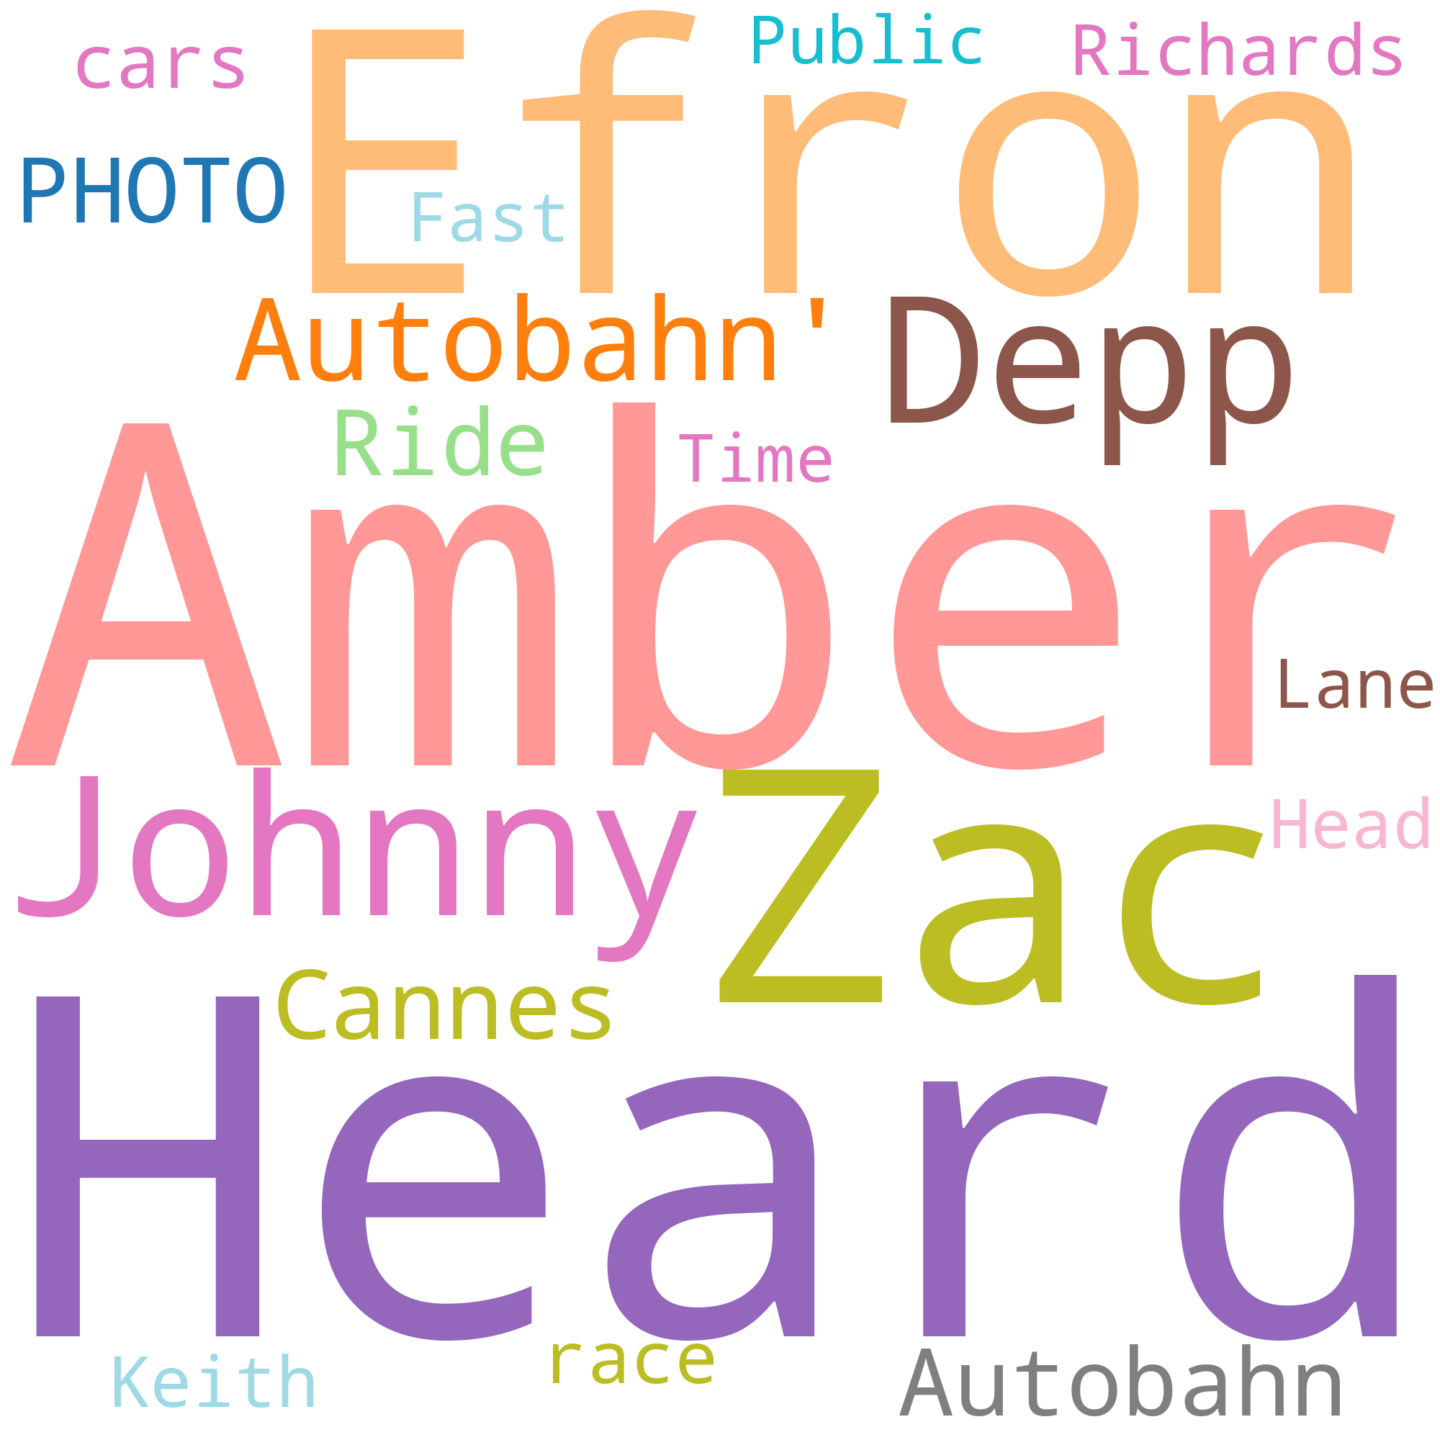 cars
Efron
Public
Richards
PHOTO
Fast
Autobahn'
Depp
Ride
Time
Amber
Lane
Johnny
Zac
Head
Cannes
Heard
Keith
race
Autobahn